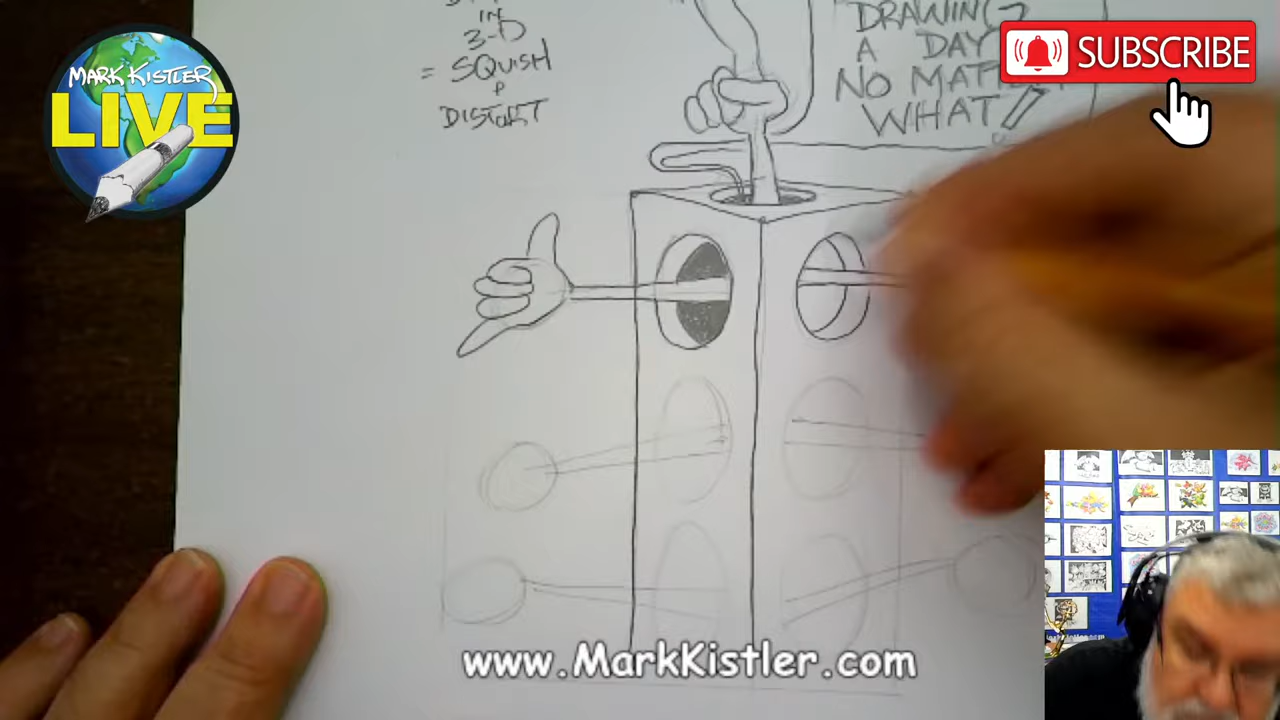 MARK KISTLER
LIVE
IN
3-D
= SQUISH
DISTORT
DRAWING
A DAY
NO MATTER
WHAT!
SUBSCRIBE
www.MarkKistler.com